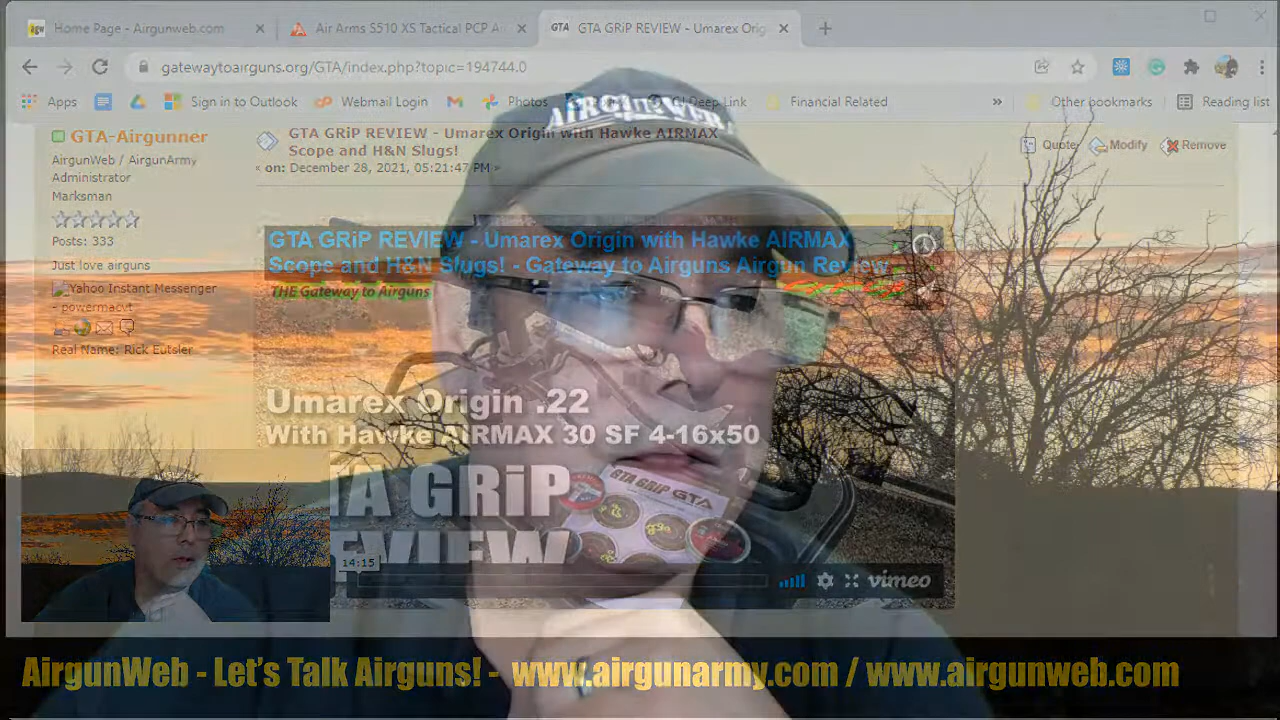 Home Page - Airgunweb.com
Air Arms S510 XS Tactical PCP Ai
GTA GRiP REVIEW - Umarex Orig
gatewaytoairguns.org/GTA/index.php?topic=194744.0
Apps
Sign in to Outlook
Webmail Login
Photos
CJ Deep Link
Financial Related
»
Other bookmarks
Reading list
GTA-Airgunner
AirgunWeb / AirgunArmy
Administrator
Marksman
Posts: 333
Just love airguns
Yahoo Instant Messenger
- powermacvt
Real Name: Rick Eutsler
GTA GRiP REVIEW - Umarex Origin with Hawke AIRMAX
Scope and H&N Slugs!
« on: December 28, 2021, 05:21:47 PM »
Quote
Modify
Remove
AIRGUNWEB
GTA GRiP REVIEW - Umarex Origin with Hawke AIRMAX
Scope and H&N Slugs! - Gateway to Airguns Airgun Review
THE Gateway to Airguns
Umarex Origin .22
With Hawke AIRMAX 30 SF 4-16x50
TA GRiP
EVIEW
GTA GRiP GTA
14:15
vimeo
AirgunWeb - Let's Talk Airguns! - www.airgunarmy.com / www.airgunweb.com